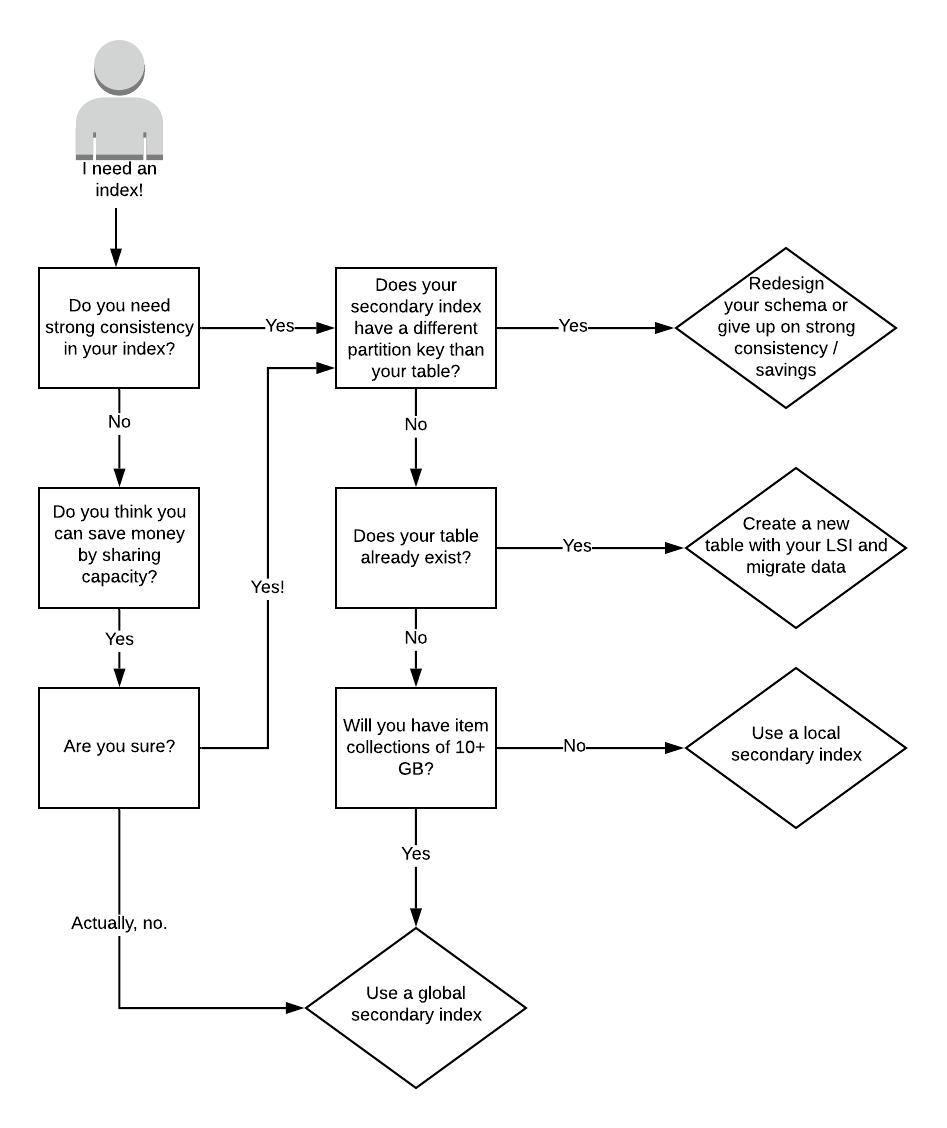 I need an
index!
Do you need
strong consistency
in your index?
Yes
Does your
secondary index
have a different
partition key than
your table?
Yes
Redesign
your schema or
give up on strong
consistency /
savings
No
No
Do you think you
can save money
by sharing
capacity?
Does your table
already exist?
Yes
Create a new
table with your LSI and
migrate data
Yes!
Yes
No
Are you sure?
Will you have item
collections of 10+
GB?
No
Use a local
secondary index
Yes
Actually, no.
Use a global
secondary index